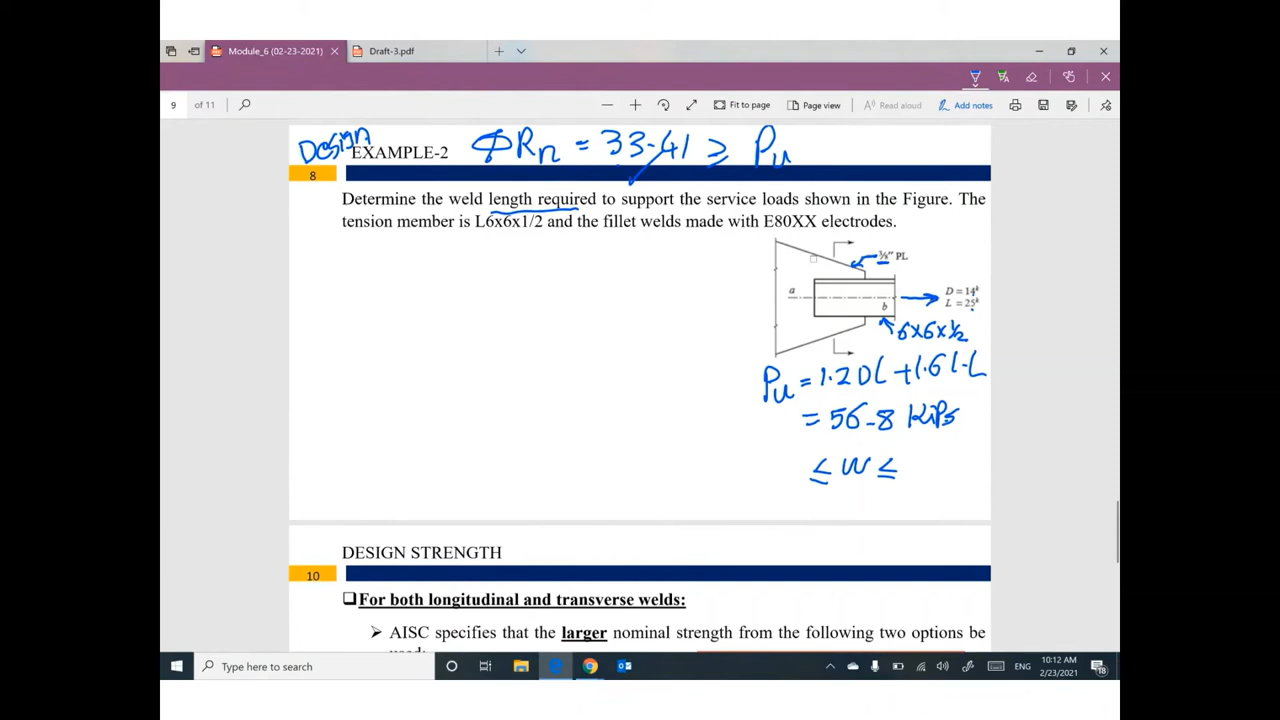 Module_6 (02-23-2021)
Draft-3.pdf
9 of 11
Fit to page
Page view
Read aloud
Add notes
Design
EXAMPLE-2
ΦRn = 33.41 ≥ Pu
8
Determine the weld length required to support the service loads shown in the Figure. The
tension member is L6x6x1/2 and the fillet welds made with E80XX electrodes.
3/8" PL
a
b
D = 14k
L = 25k
6x6x1/2
Pu = 1.2DL + 1.6L.L
= 56.8 Kips
≤ W ≤
DESIGN STRENGTH
10
For both longitudinal and transverse welds:
AISC specifies that the larger nominal strength from the following two options be
used:
Type here to search
ENG
10:12 AM
2/23/2021
18